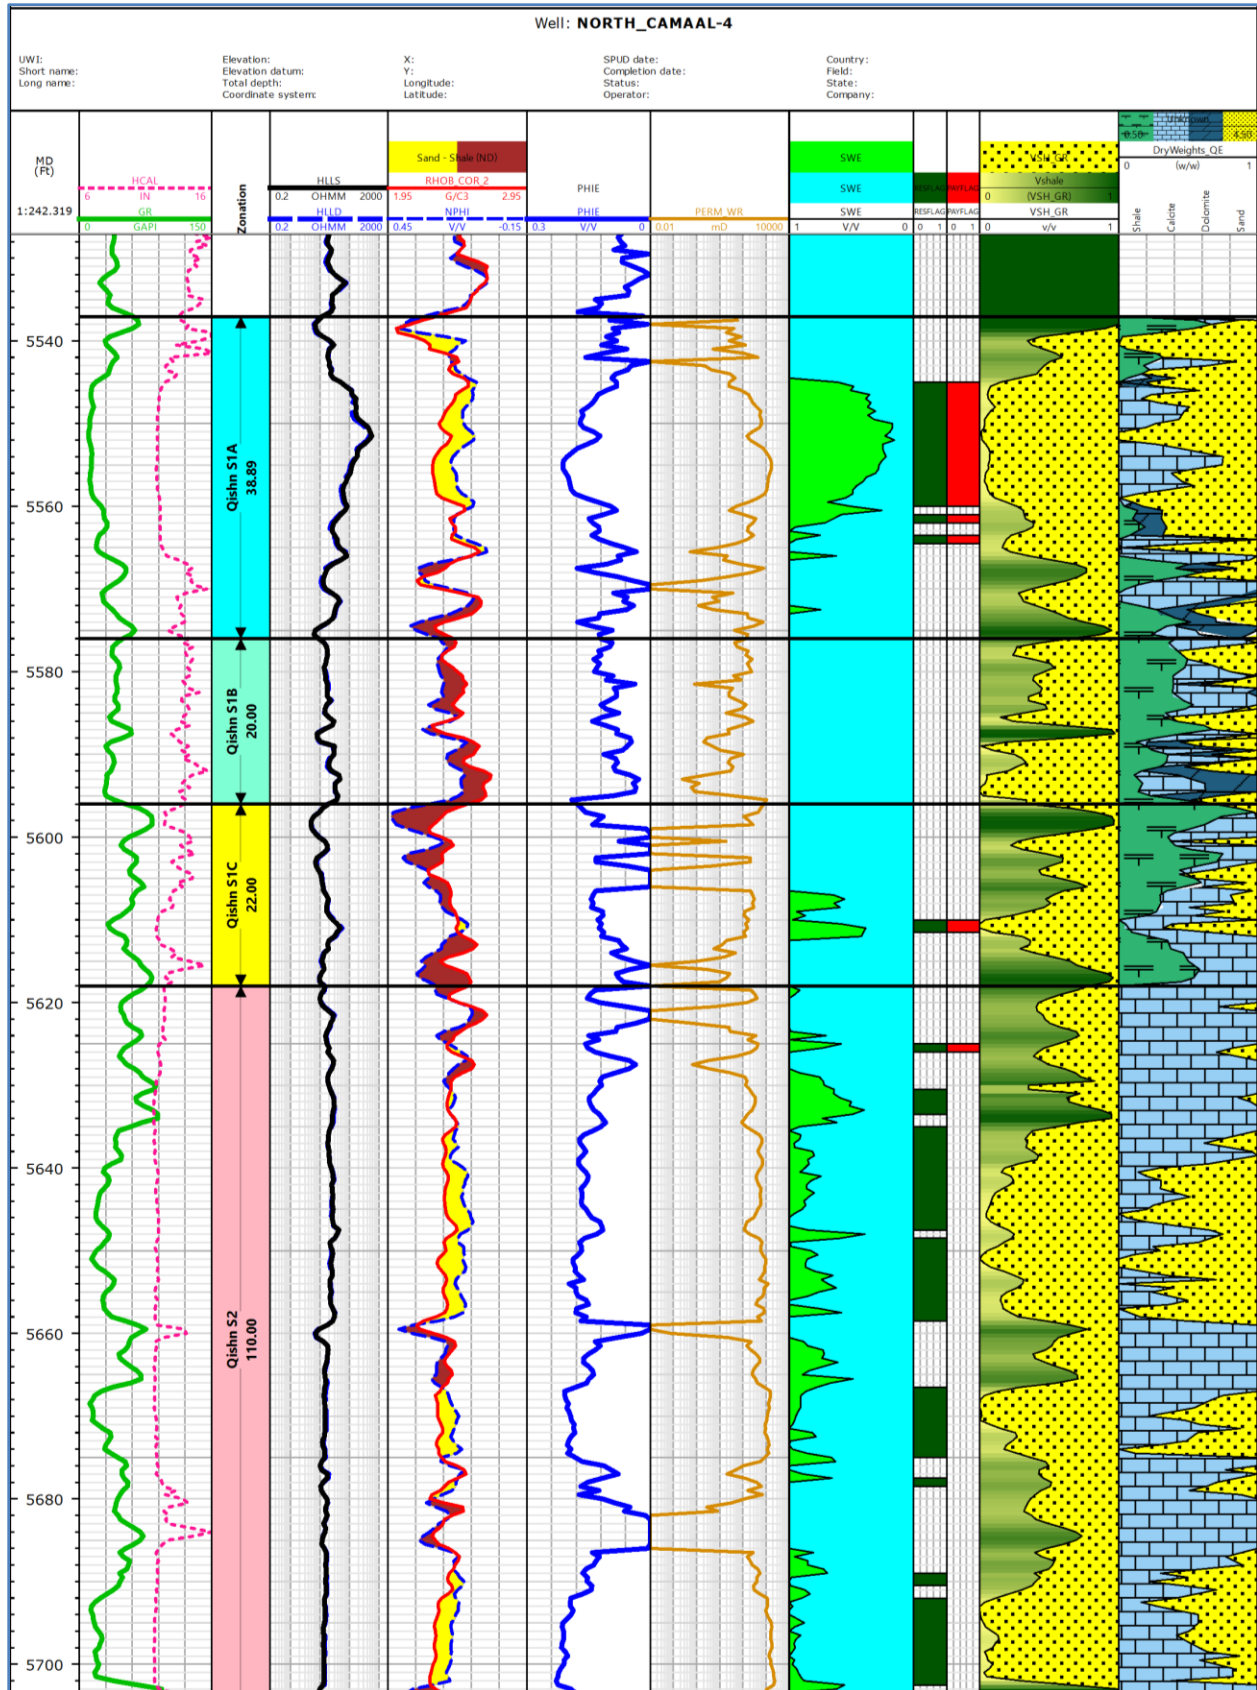 Well: NORTH_CAMAAL-4
UWI:
Short name:
Long name:
Elevation:
Elevation datum:
Total depth:
Coordinate system:
X:
Y:
Longitude:
Latitude:
SPUD date:
Completion date:
Status:
Operator:
Country:
Field:
State:
Company:
MD
(Ft)
1:242.319
HCAL
6 IN 16
GR
0 GAPI 150
Zonation
HLLS
0.2 OHMM 2000
HLLD
0.2 OHMM 2000
Sand - Shale (ND)
RHOB_COR_2
1.95 G/C3 2.95
NPHI
0.45 V/V -0.15
PHIE
PHIE
0.3 V/V 0
PERM_WR
0.01 mD 10000
SWE
SWE
SWE
1 V/V 0
RESFLAG
RESFLAG
0 1
PAYFLAG
PAYFLAG
0 1
VSH_GR
Vshale
0 (VSH_GR) 1
VSH_GR
0 v/v 1
Unknown
0.50 4.50
DryWeights_QE
0 (w/w) 1
Shale
Calcite
Dolomite
Sand
5540
5560
5580
5600
5620
5640
5660
5680
5700
Qishn S1A
38.89
Qishn S1B
20.00
Qishn S1C
22.00
Qishn S2
110.00